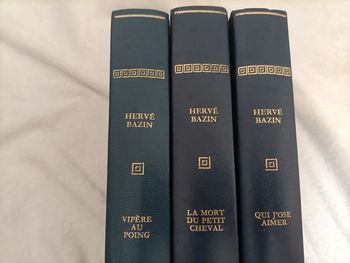 HERVÉ
BAZIN
VIPÈRE
AU
POING
HERVÉ
BAZIN
LA MORT
DU PETIT
CHEVAL
HERVÉ
BAZIN
QUI J'OSE
AIMER